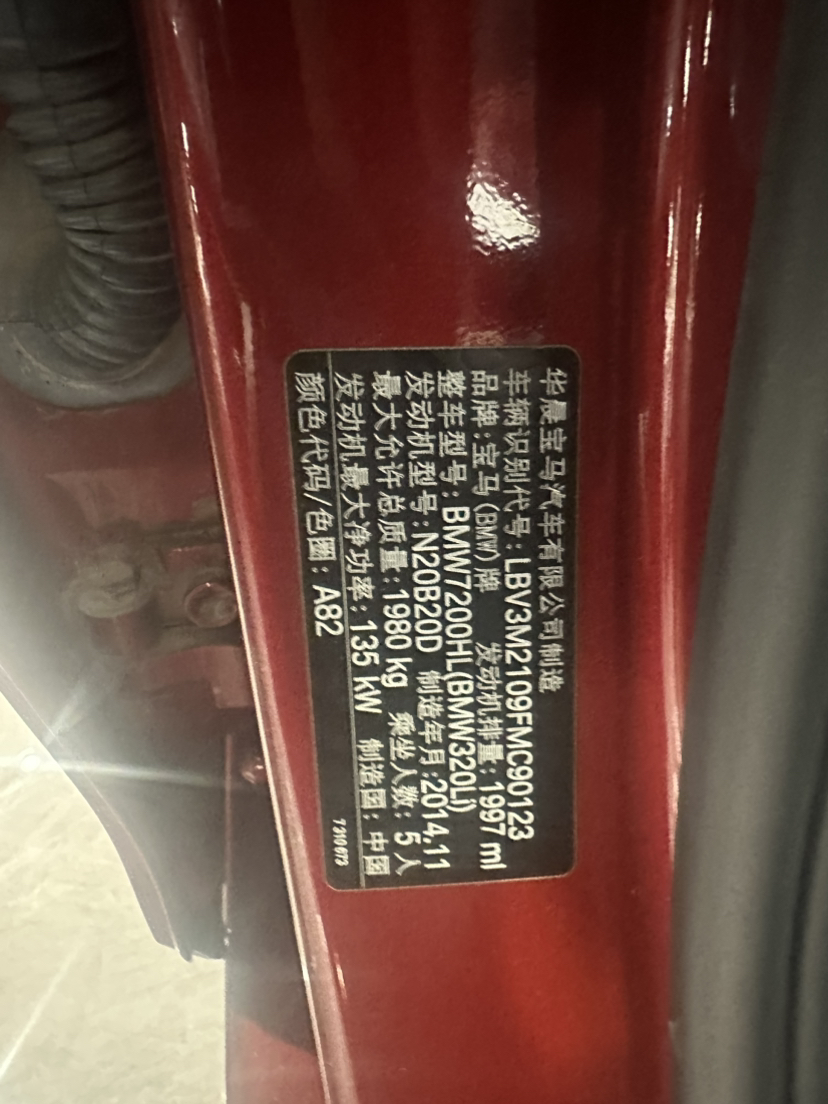 华晨宝马汽车有限公司制造
车辆识别代号:LBV3M2109FMC90123
品牌:宝马(BMW)牌 发动机排量:1997 ml
整车型号:BMW7200HL(BMW320Li)
发动机型号:N20B20D 制造年月:2014,11
最大允许总质量:1980 kg 乘坐人数: 5 人
发动机最大净功率:135 kW 制造国: 中国
颜色代码/色圈: A82
7 310 673